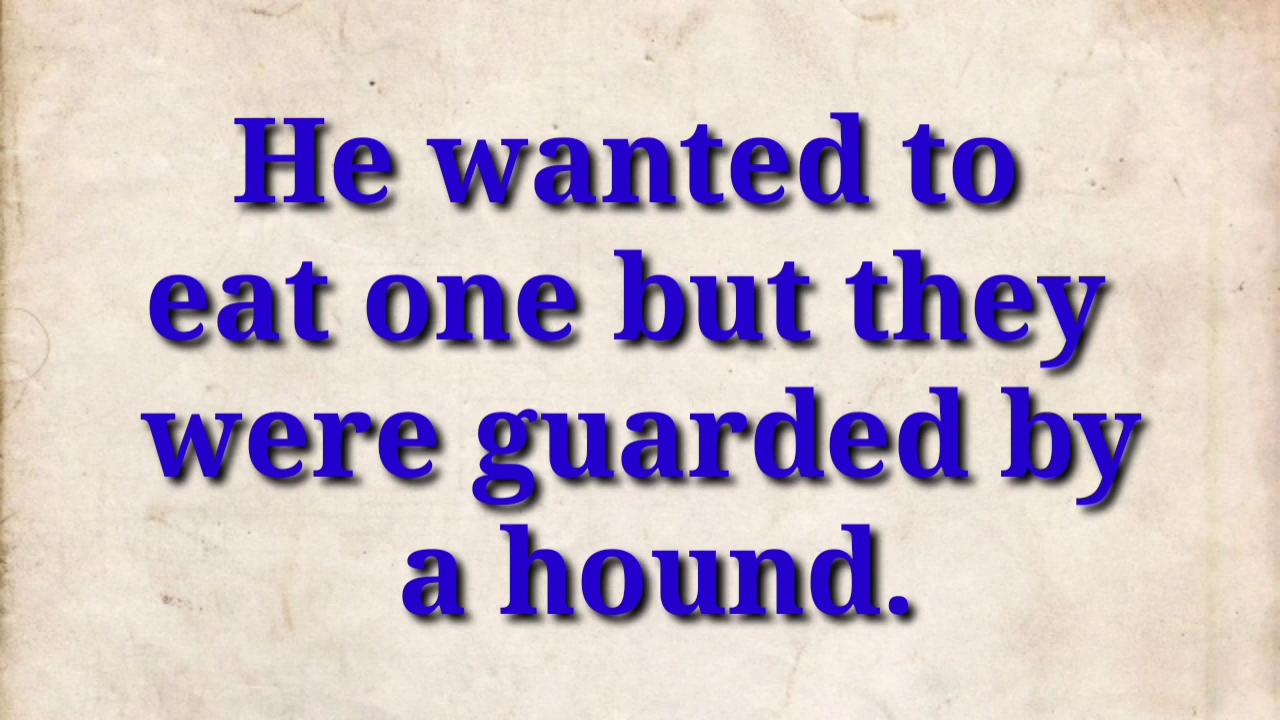 He wanted to
eat one but they
were guarded by
a hound.